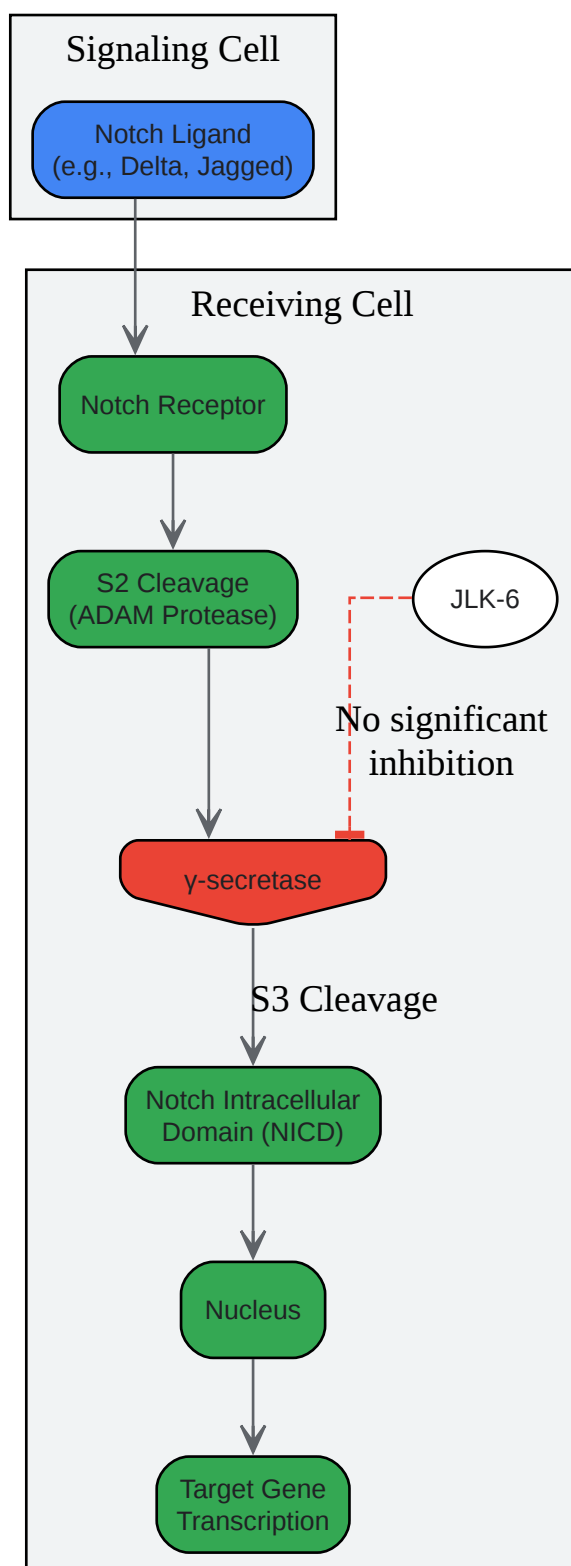 Signaling Cell
Notch Ligand
(e.g., Delta, Jagged)
Receiving Cell
Notch Receptor
S2 Cleavage
(ADAM Protease)
JLK-6
No significant
inhibition
γ-secretase
S3 Cleavage
Notch Intracellular
Domain (NICD)
Nucleus
Target Gene
Transcription